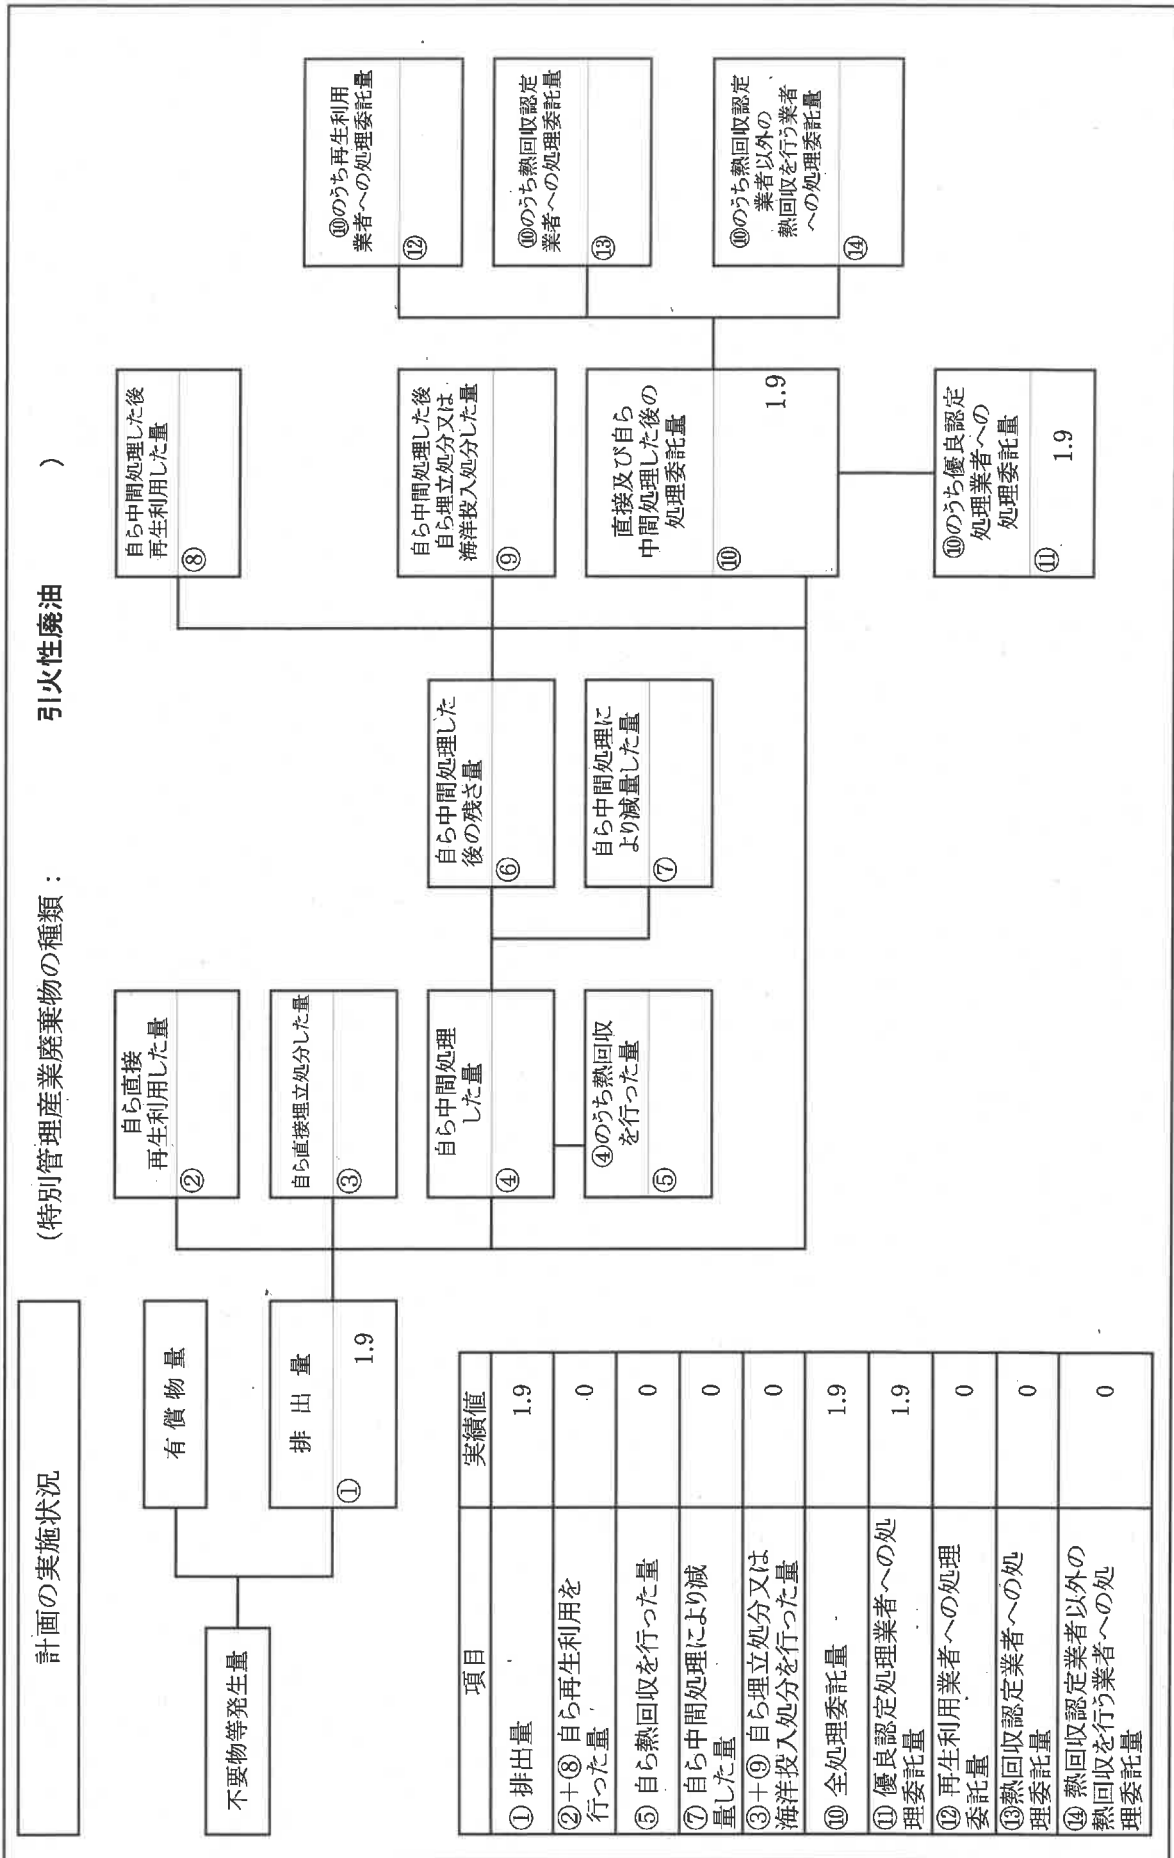 計画の実施状況
(特別管理産業廃棄物の種類：
引火性廃油
)
不要物等発生量
有償物量
排出量
①
1.9
自ら直接
再生利用した量
②
自ら直接埋立処分した量
③
自ら中間処理
した量
④
④のうち熱回収
を行った量
⑤
自ら中間処理した
後の残さ量
⑥
自ら中間処理に
より減量した量
⑦
自ら中間処理した後
再生利用した量
⑧
自ら中間処理した後
自ら埋立処分又は
海洋投入処分した量
⑨
直接及び自ら
中間処理した後の
処理委託量
⑩
1.9
⑩のうち優良認定
処理業者への
処理委託量
⑪
1.9
⑩のうち再生利用
業者への処理委託量
⑫
⑩のうち熱回収認定
業者への処理委託量
⑬
⑩のうち熱回収認定
業者以外の
熱回収を行う業者
への処理委託量
⑭
項目 実績値
① 排出量 1.9
②＋⑧ 自ら再生利用を
行った量 0
⑤ 自ら熱回収を行った量 0
⑦ 自ら中間処理により減
量した量 0
③＋⑨ 自ら埋立処分又は
海洋投入処分を行った量 0
⑩ 全処理委託量 1.9
⑪ 優良認定処理業者への処
理委託量 1.9
⑫ 再生利用業者への処理
委託量 0
⑬熱回収認定業者への処
理委託量 0
⑭ 熱回収認定業者以外の
熱回収を行う業者への処
理委託量 0